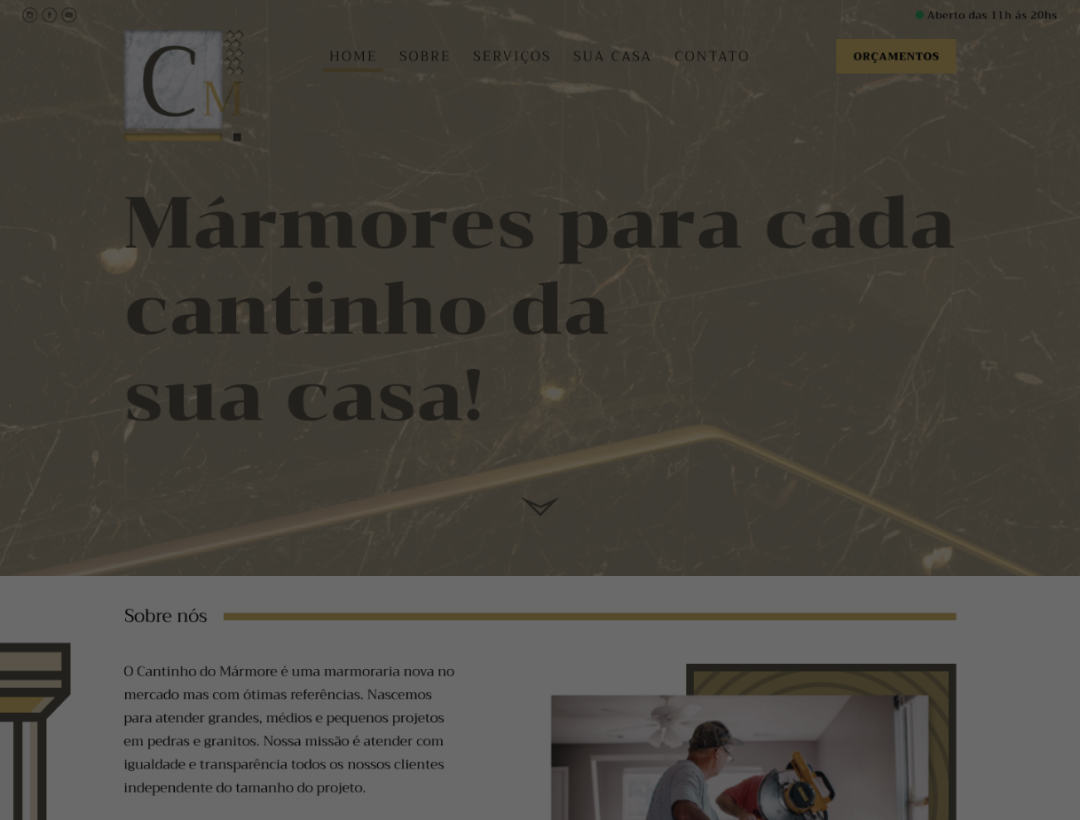 Aberto das 11h ás 20hs
CM
HOME SOBRE SERVIÇOS SUA CASA CONTATO
ORÇAMENTOS
Mármores para cada
cantinho da
sua casa!
Sobre nós
O Cantinho do Mármore é uma marmoraria nova no
mercado mas com ótimas referências. Nascemos
para atender grandes, médios e pequenos projetos
em pedras e granitos. Nossa missão é atender com
igualdade e transparência todos os nossos clientes
independente do tamanho do projeto.